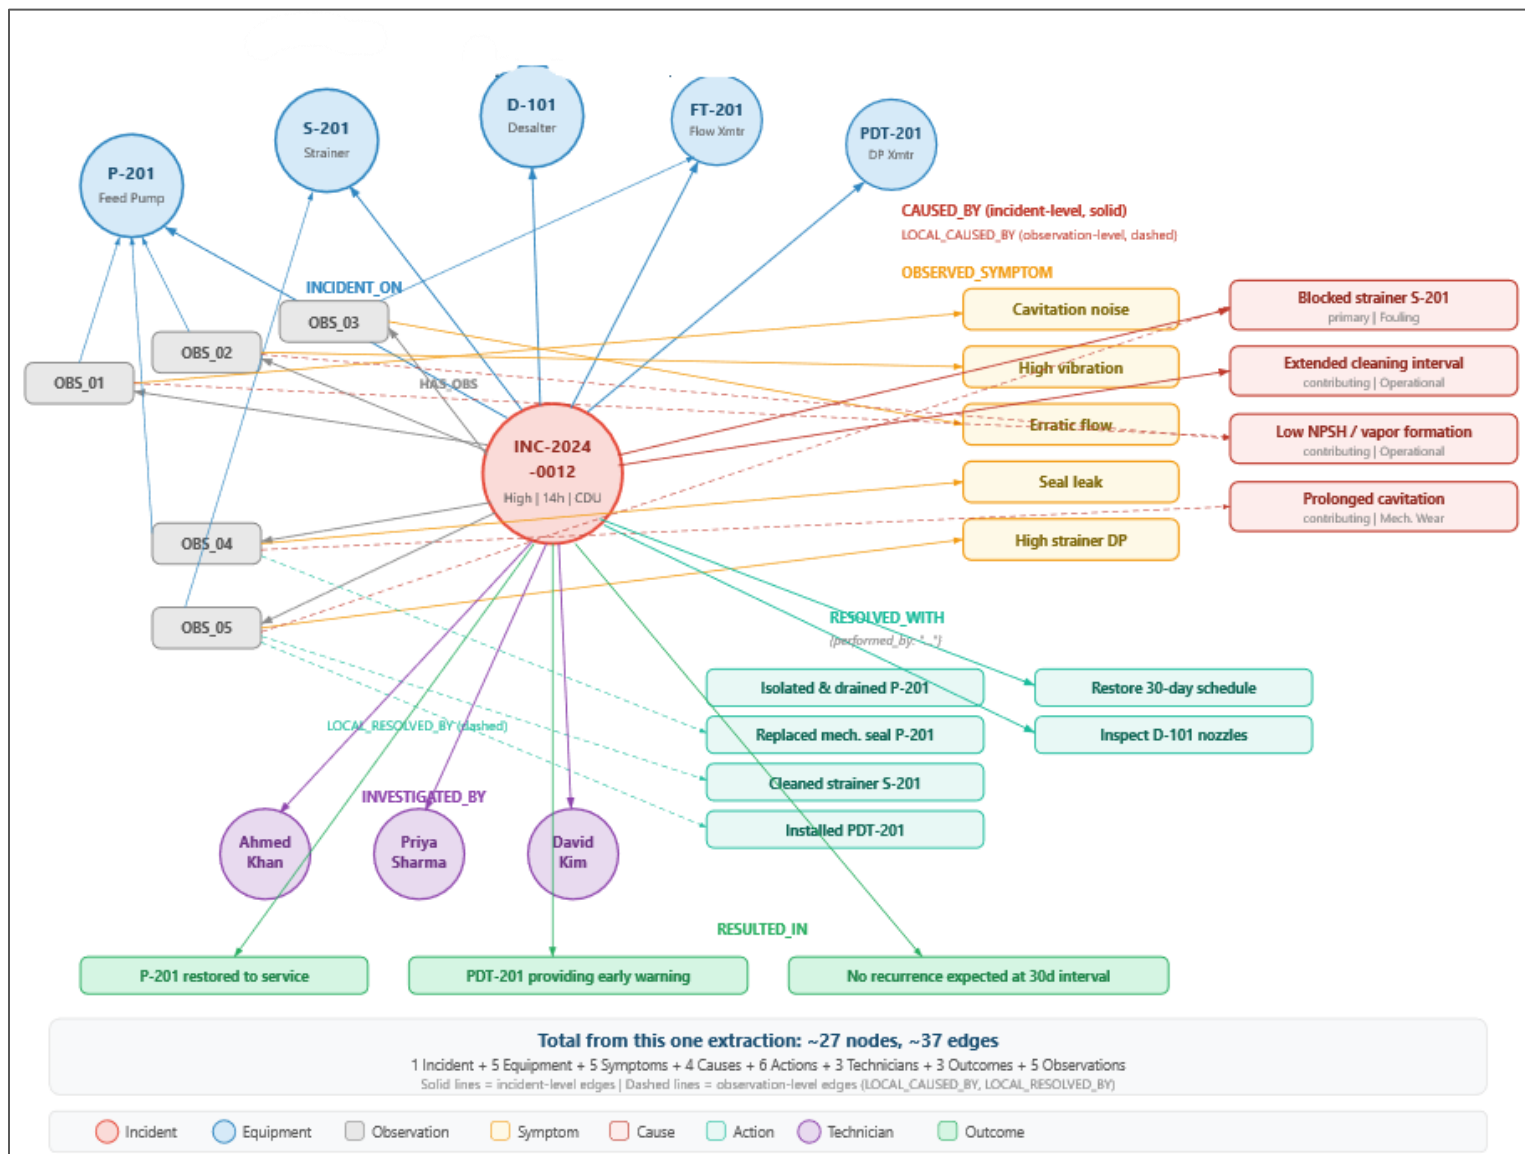 D-101
Desalter
FT-201
Flow Xmtr
S-201
Strainer
PDT-201
DP Xmtr
P-201
Feed Pump
CAUSED_BY (incident-level, solid)
LOCAL_CAUSED_BY (observation-level, dashed)
OBSERVED_SYMPTOM
INCIDENT_ON
OBS_03
OBS_02
OBS_01
HAS_OBS
Cavitation noise
High vibration
Erratic flow
Seal leak
High strainer DP
Blocked strainer S-201
primary | Fouling
Extended cleaning interval
contributing | Operational
Low NPSH / vapor formation
contributing | Operational
Prolonged cavitation
contributing | Mech. Wear
INC-2024
-0012
High | 14h | CDU
OBS_04
OBS_05
RESOLVED_WITH
{performed_by: "..."}
Isolated & drained P-201
Restore 30-day schedule
Replaced mech. seal P-201
Inspect D-101 nozzles
Cleaned strainer S-201
Installed PDT-201
LOCAL_RESOLVED_BY (dashed)
INVESTIGATED_BY
Ahmed
Khan
Priya
Sharma
David
Kim
RESULTED_IN
P-201 restored to service
PDT-201 providing early warning
No recurrence expected at 30d interval
Total from this one extraction: ~27 nodes, ~37 edges
1 Incident + 5 Equipment + 5 Symptoms + 4 Causes + 6 Actions + 3 Technicians + 3 Outcomes + 5 Observations
Solid lines = incident-level edges | Dashed lines = observation-level edges (LOCAL_CAUSED_BY, LOCAL_RESOLVED_BY)
Incident
Equipment
Observation
Symptom
Cause
Action
Technician
Outcome